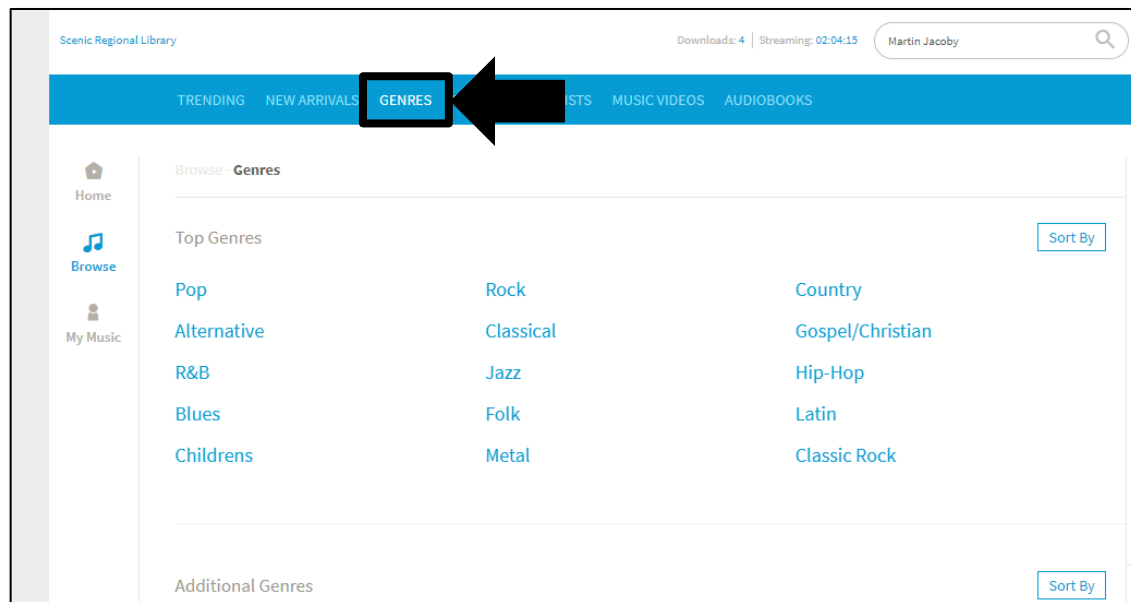 Scenic Regional Library Downloads: 4 Streaming: 02:04:15 Martin Jacoby
TRENDING NEW ARRIVALS GENRES MUSIC VIDEOS AUDIOBOOKS
Home
Browse
My Music
Browse - Genres
Top Genres Sort By
Pop Rock Country
Alternative Classical Gospel/Christian
R&B Jazz Hip-Hop
Blues Folk Latin
Childrens Metal Classic Rock
Additional Genres Sort By